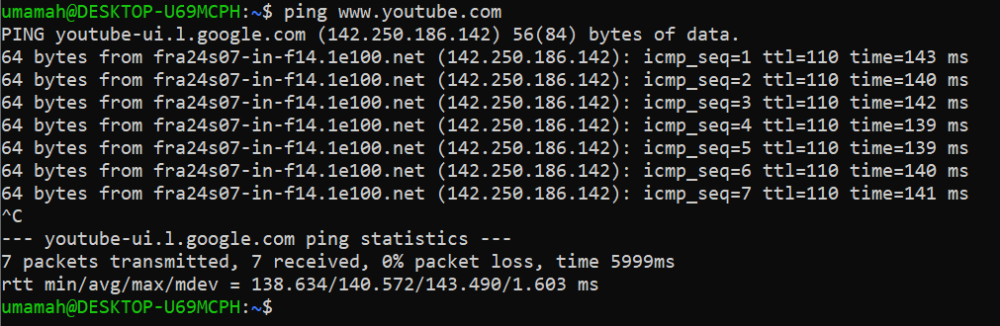 umamah@DESKTOP-U69MCPH:~$ ping www.youtube.com
PING youtube-ui.l.google.com (142.250.186.142) 56(84) bytes of data.
64 bytes from fra24s07-in-f14.1e100.net (142.250.186.142): icmp_seq=1 ttl=110 time=143 ms
64 bytes from fra24s07-in-f14.1e100.net (142.250.186.142): icmp_seq=2 ttl=110 time=140 ms
64 bytes from fra24s07-in-f14.1e100.net (142.250.186.142): icmp_seq=3 ttl=110 time=142 ms
64 bytes from fra24s07-in-f14.1e100.net (142.250.186.142): icmp_seq=4 ttl=110 time=139 ms
64 bytes from fra24s07-in-f14.1e100.net (142.250.186.142): icmp_seq=5 ttl=110 time=139 ms
64 bytes from fra24s07-in-f14.1e100.net (142.250.186.142): icmp_seq=6 ttl=110 time=140 ms
64 bytes from fra24s07-in-f14.1e100.net (142.250.186.142): icmp_seq=7 ttl=110 time=141 ms
^C
--- youtube-ui.l.google.com ping statistics ---
7 packets transmitted, 7 received, 0% packet loss, time 5999ms
rtt min/avg/max/mdev = 138.634/140.572/143.490/1.603 ms
umamah@DESKTOP-U69MCPH:~$